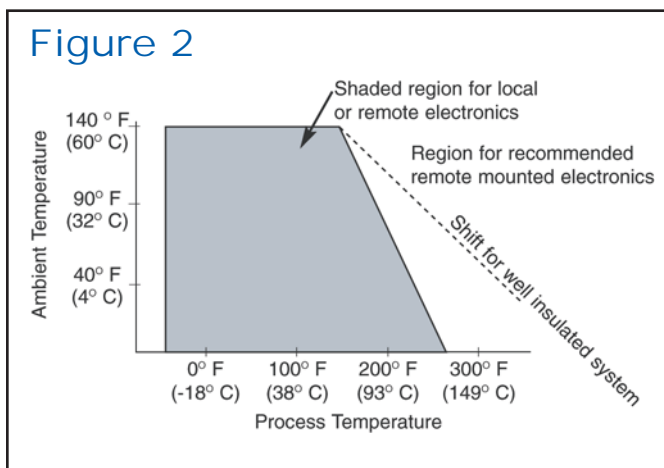 Figure 2
Shaded region for local
or remote electronics
Region for recommended
remote mounted electronics
Shift for well insulated system
Ambient Temperature
140 ° F
(60° C)
90° F
(32° C)
40° F
(4° C)
0° F
(-18° C)
100° F
(38° C)
200° F
(93° C)
300° F
(149° C)
Process Temperature